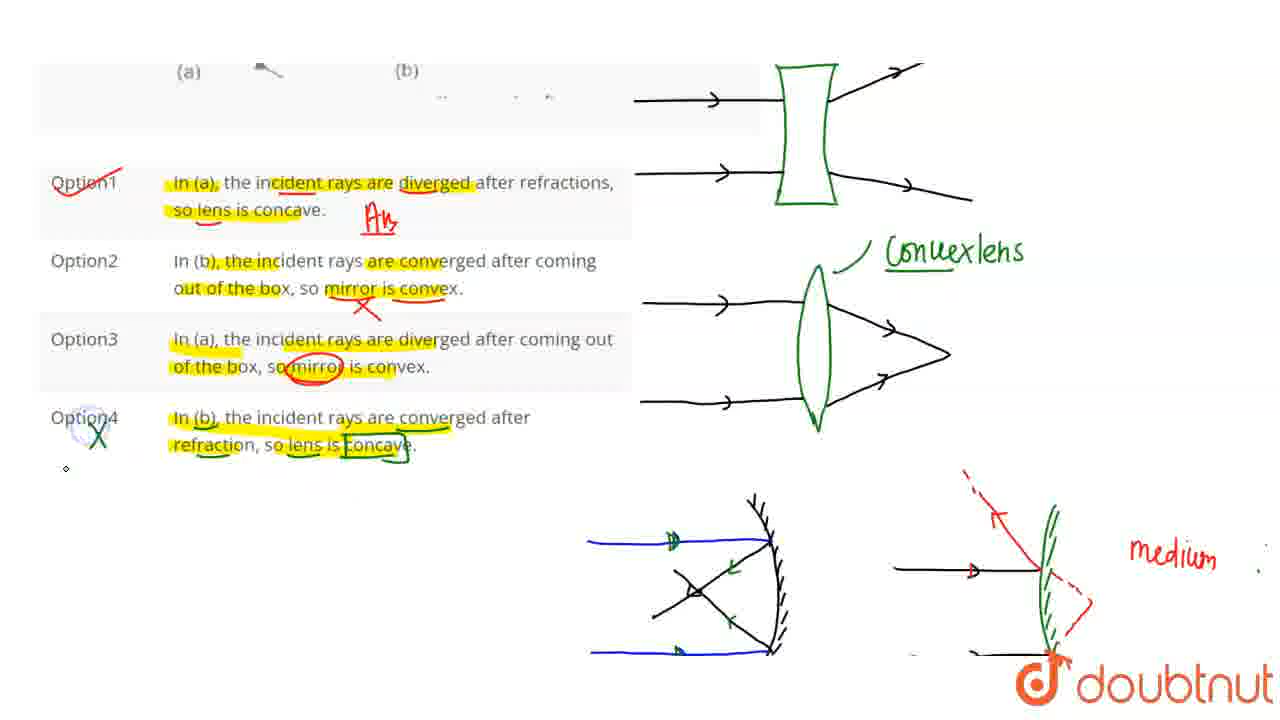 (a) (b)
Option1 In (a), the incident rays are diverged after refractions,
so lens is concave.
Ans
Option2 In (b), the incident rays are converged after coming
out of the box, so mirror is convex.
Option3 In (a), the incident rays are diverged after coming out
of the box, so mirror is convex.
Option4 In (b), the incident rays are converged after
refraction, so lens is concave.
Convexlens
medium
doubtnut